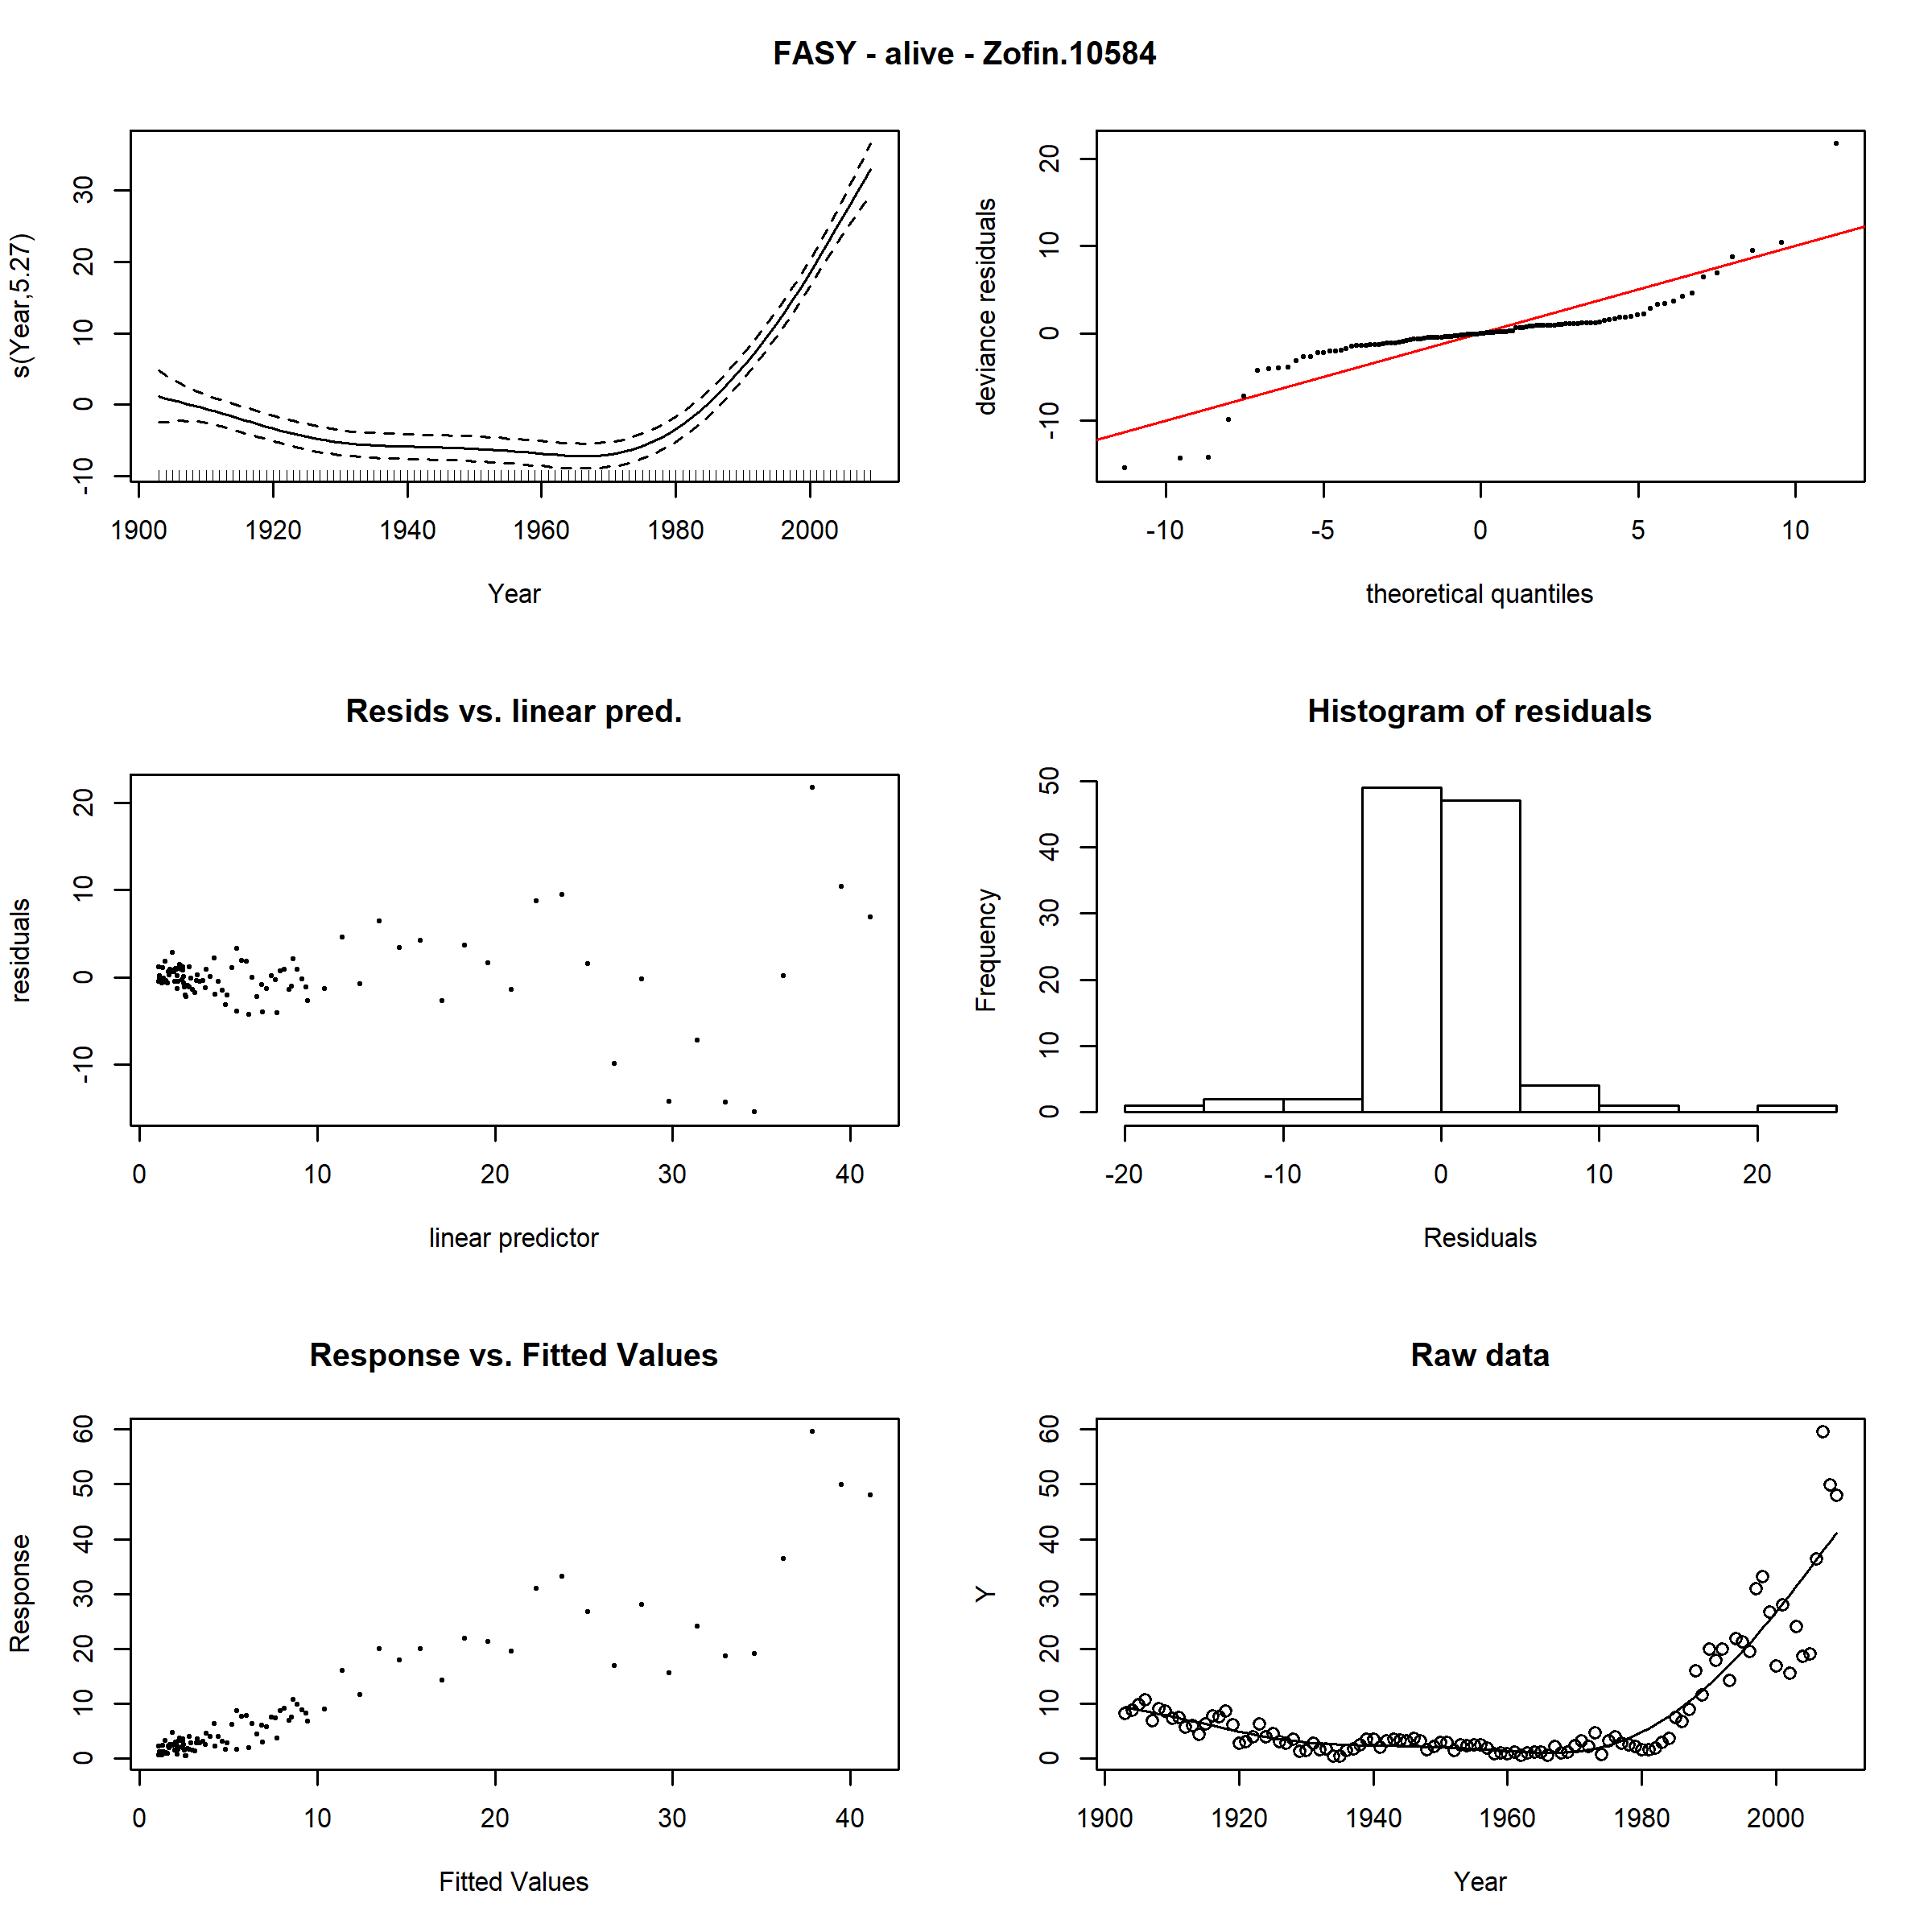 FASY - alive - Zofin.10584
s(Year,5.27)
-10 0 10 20 30
1900 1920 1940 1960 1980 2000
Year
deviance residuals
-10 0 10 20
-10 -5 0 5 10
theoretical quantiles
Resids vs. linear pred.
residuals
-10 0 10 20
0 10 20 30 40
linear predictor
Histogram of residuals
Frequency
0 10 20 30 40 50
-20 -10 0 10 20
Residuals
Response vs. Fitted Values
Response
0 10 20 30 40 50 60
0 10 20 30 40
Fitted Values
Raw data
Y
0 10 20 30 40 50 60
1900 1920 1940 1960 1980 2000
Year